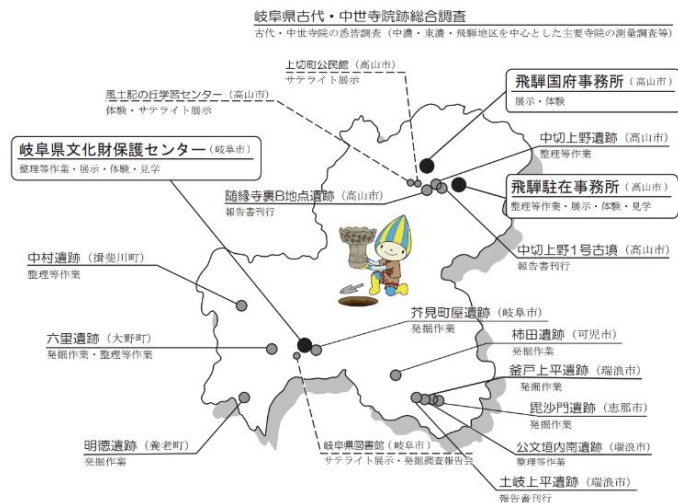 岐阜県古代・中世寺院跡総合調査
古代・中世寺院の悉皆調査（中濃・東濃・飛騨地区を中心とした主要寺院の測量調査等）
上切町公民館（高山市）
サテライト展示
風土記の丘学習センター（高山市）
体験・サテライト展示
飛騨国府事務所（高山市）
展示・体験
岐阜県文化財保護センター（岐阜市）
整理等作業・展示・体験・見学
中切上野遺跡（高山市）
整理等作業
随縁寺裏B地点遺跡（高山市）
報告書刊行
飛騨駐在事務所（高山市）
整理等作業・展示・体験・見学
中切上野1号古墳（高山市）
報告書刊行
中村遺跡（揖斐川町）
整理等作業
六里遺跡（大野町）
発掘作業・整理等作業
芥見町屋遺跡（岐阜市）
発掘作業
柿田遺跡（可児市）
発掘作業
釜戸上平遺跡（瑞浪市）
発掘作業
毘沙門遺跡（恵那市）
発掘作業
明徳遺跡（養老町）
発掘作業
岐阜県図書館（岐阜市）
サテライト展示・発掘調査報告会
公文垣内南遺跡（瑞浪市）
整理等作業
土岐上平遺跡（瑞浪市）
報告書刊行